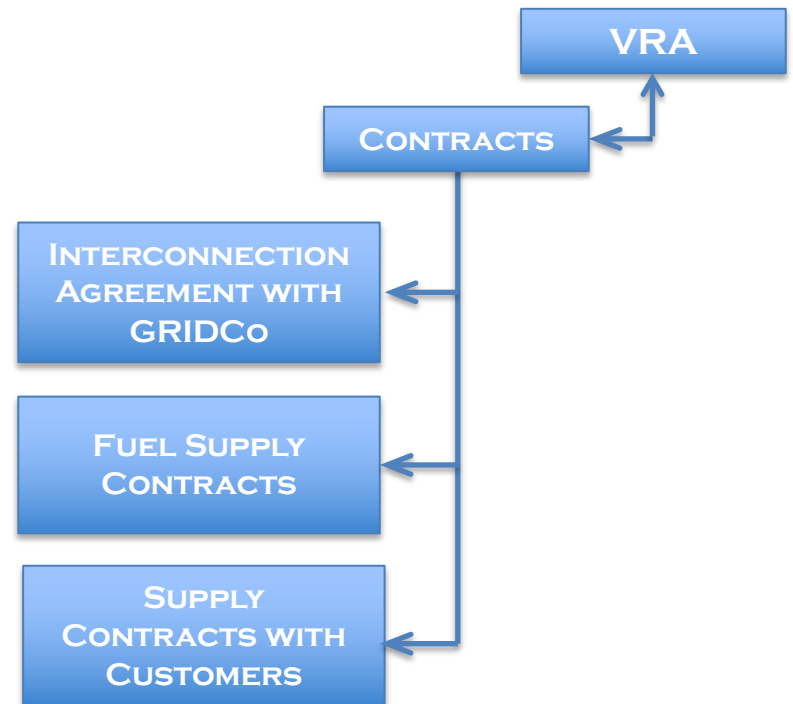 VRA
Contracts
Interconnection
Agreement with
GRIDCo
Fuel Supply
Contracts
Supply
Contracts with
Customers